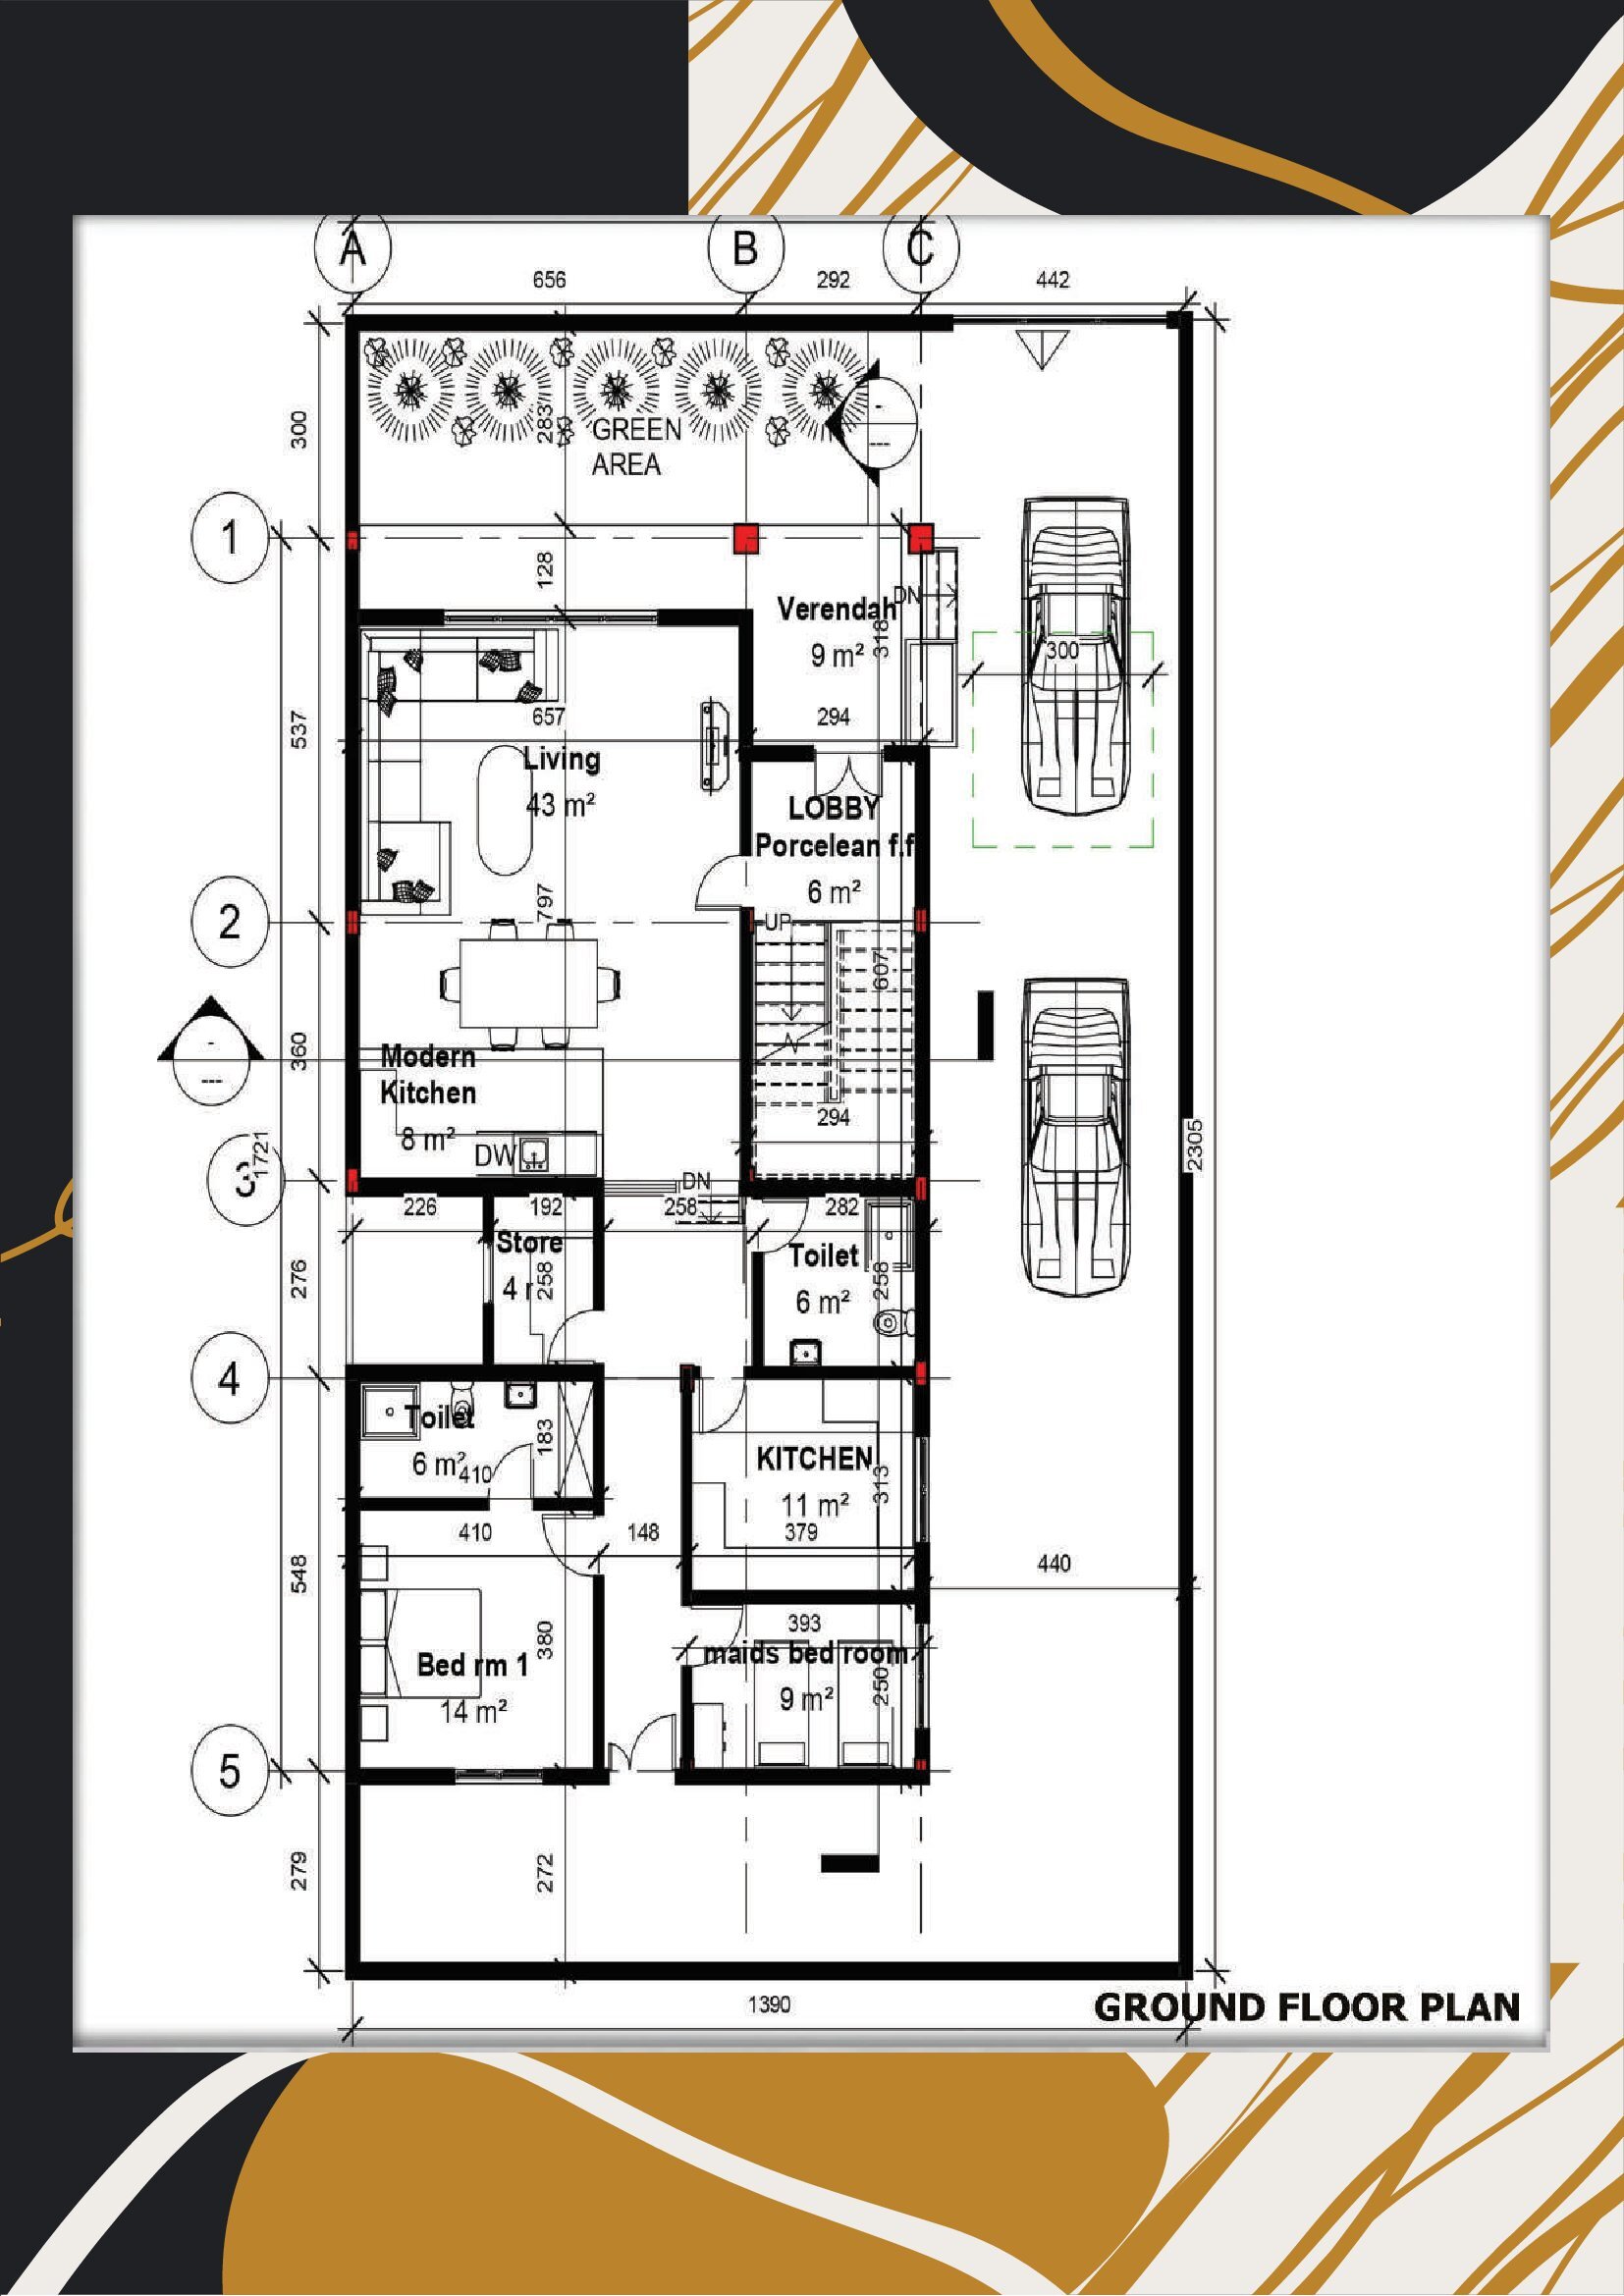 A
B
C
656
292
442
300
283
GREEN
AREA
1
128
Verendah
DN
9 m²
318
300
537
657
294
Living
43 m²
LOBBY
Porcelean f.f
6 m²
2
797
UP
607
360
Modern
Kitchen
8 m²
DW
294
1721
3
2305
DN
226
192
258
282
Store
4
258
Toilet
6 m²
258
276
4
Toilet
6 m²
410
183
KITCHEN
11 m²
313
410
148
379
440
548
380
393
maids bed room
Bed rm 1
14 m²
9 m²
250
5
279
272
1390
GROUND FLOOR PLAN